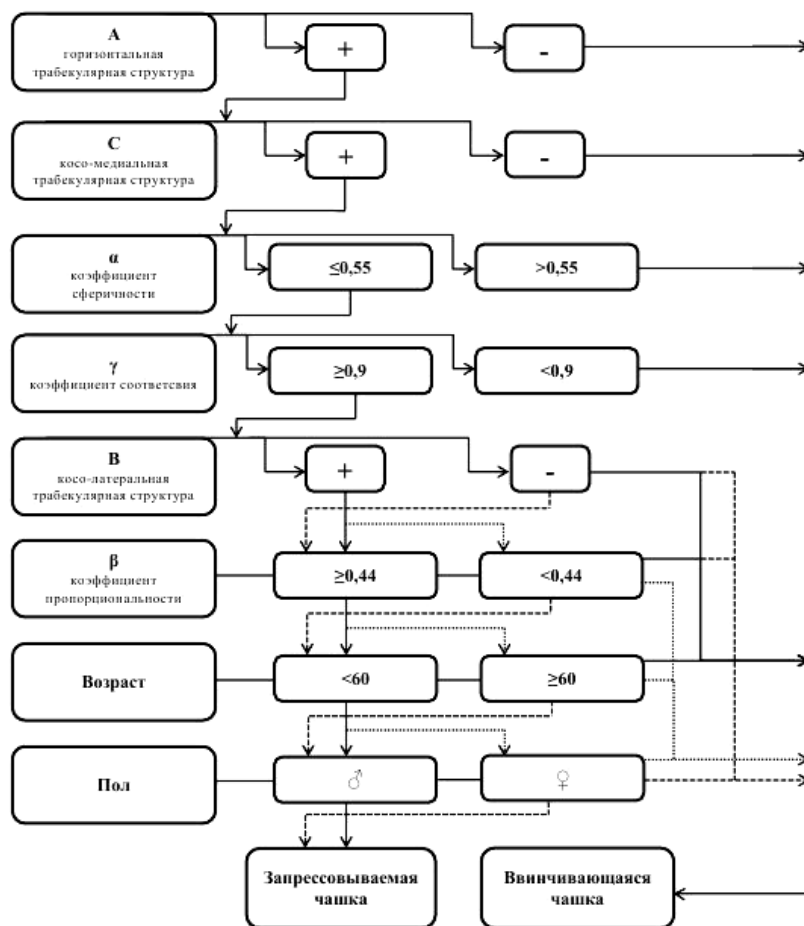 А
горизонтальная
трабекулярная структура
+
-
С
косо-медиальная
трабекулярная структура
+
-
α
коэффициент
сферичности
≤0,55
>0,55
γ
коэффициент соответсвия
≥0,9
<0,9
В
косо-латеральная
трабекулярная структура
+
-
β
коэффициент
пропорциональности
≥0,44
<0,44
Возраст
<60
≥60
Пол
♂
♀
Запрессовываемая
чашка
Ввинчивающаяся
чашка